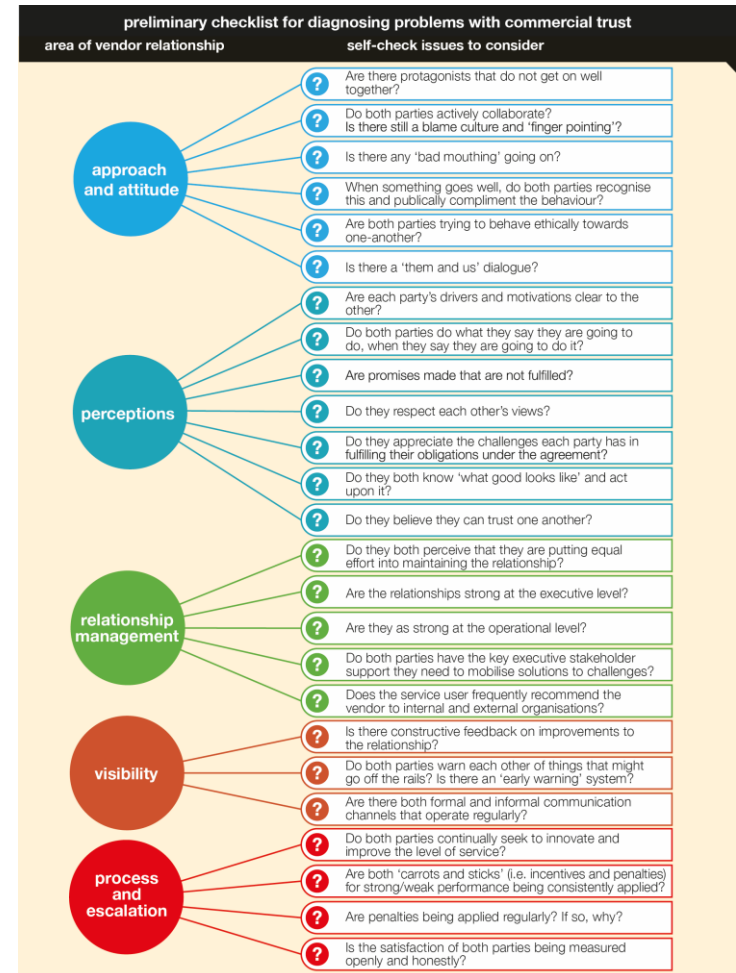 preliminary checklist for diagnosing problems with commercial trust
area of vendor relationship
self-check issues to consider
approach
and attitude
? Are there protagonists that do not get on well
together?
? Do both parties actively collaborate?
Is there still a blame culture and ‘finger pointing’?
? Is there any ‘bad mouthing’ going on?
? When something goes well, do both parties recognise
this and publically compliment the behaviour?
? Are both parties trying to behave ethically towards
one-another?
? Is there a ‘them and us’ dialogue?
perceptions
? Are each party’s drivers and motivations clear to the
other?
? Do both parties do what they say they are going to
do, when they say they are going to do it?
? Are promises made that are not fulfilled?
? Do they respect each other’s views?
? Do they appreciate the challenges each party has in
fulfilling their obligations under the agreement?
? Do they both know ‘what good looks like’ and act
upon it?
? Do they believe they can trust one another?
relationship
management
? Do they both perceive that they are putting equal
effort into maintaining the relationship?
? Are the relationships strong at the executive level?
? Are they as strong at the operational level?
? Do both parties have the key executive stakeholder
support they need to mobilise solutions to challenges?
? Does the service user frequently recommend the
vendor to internal and external organisations?
visibility
? Is there constructive feedback on improvements to
the relationship?
? Do both parties warn each other of things that might
go off the rails? Is there an ‘early warning’ system?
? Are there both formal and informal communication
channels that operate regularly?
process
and
escalation
? Do both parties continually seek to innovate and
improve the level of service?
? Are both ‘carrots and sticks’ (i.e. incentives and penalties)
for strong/weak performance being consistently applied?
? Are penalties being applied regularly? If so, why?
? Is the satisfaction of both parties being measured
openly and honestly?